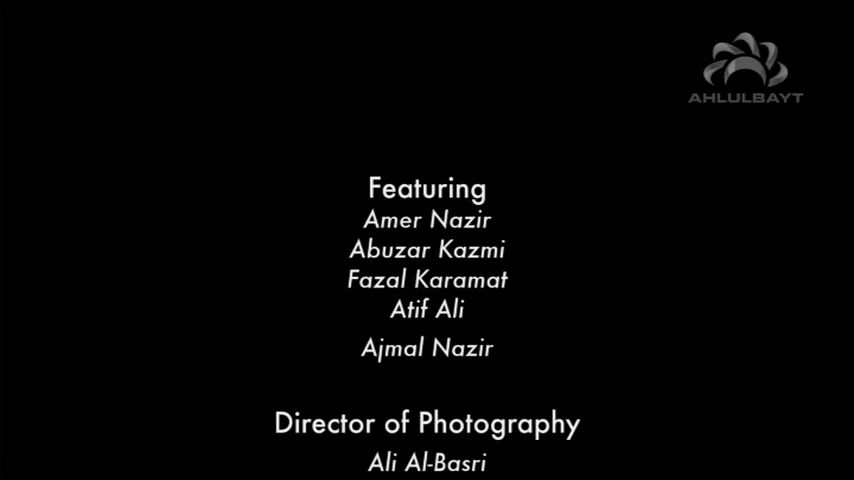 AHLULBAYT
Featuring
Amer Nazir
Abuzar Kazmi
Fazal Karamat
Atif Ali
Ajmal Nazir
Director of Photography
Ali Al-Basri